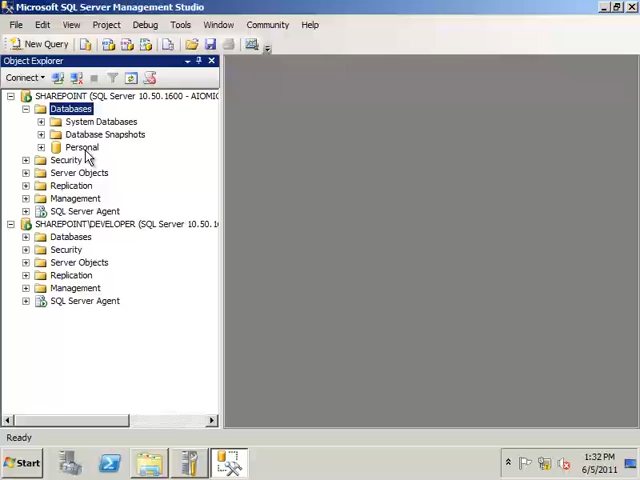 Microsoft SQL Server Management Studio
File Edit View Project Debug Tools Window Community Help
New Query
Object Explorer
Connect
SHAREPOINT (SQL Server 10.50.1600 - AIOMIC
Databases
System Databases
Database Snapshots
Personal
Security
Server Objects
Replication
Management
SQL Server Agent
SHAREPOINT\DEVELOPER (SQL Server 10.50.1
Databases
Security
Server Objects
Replication
Management
SQL Server Agent
Ready
Start
1:32 PM
6/5/2011